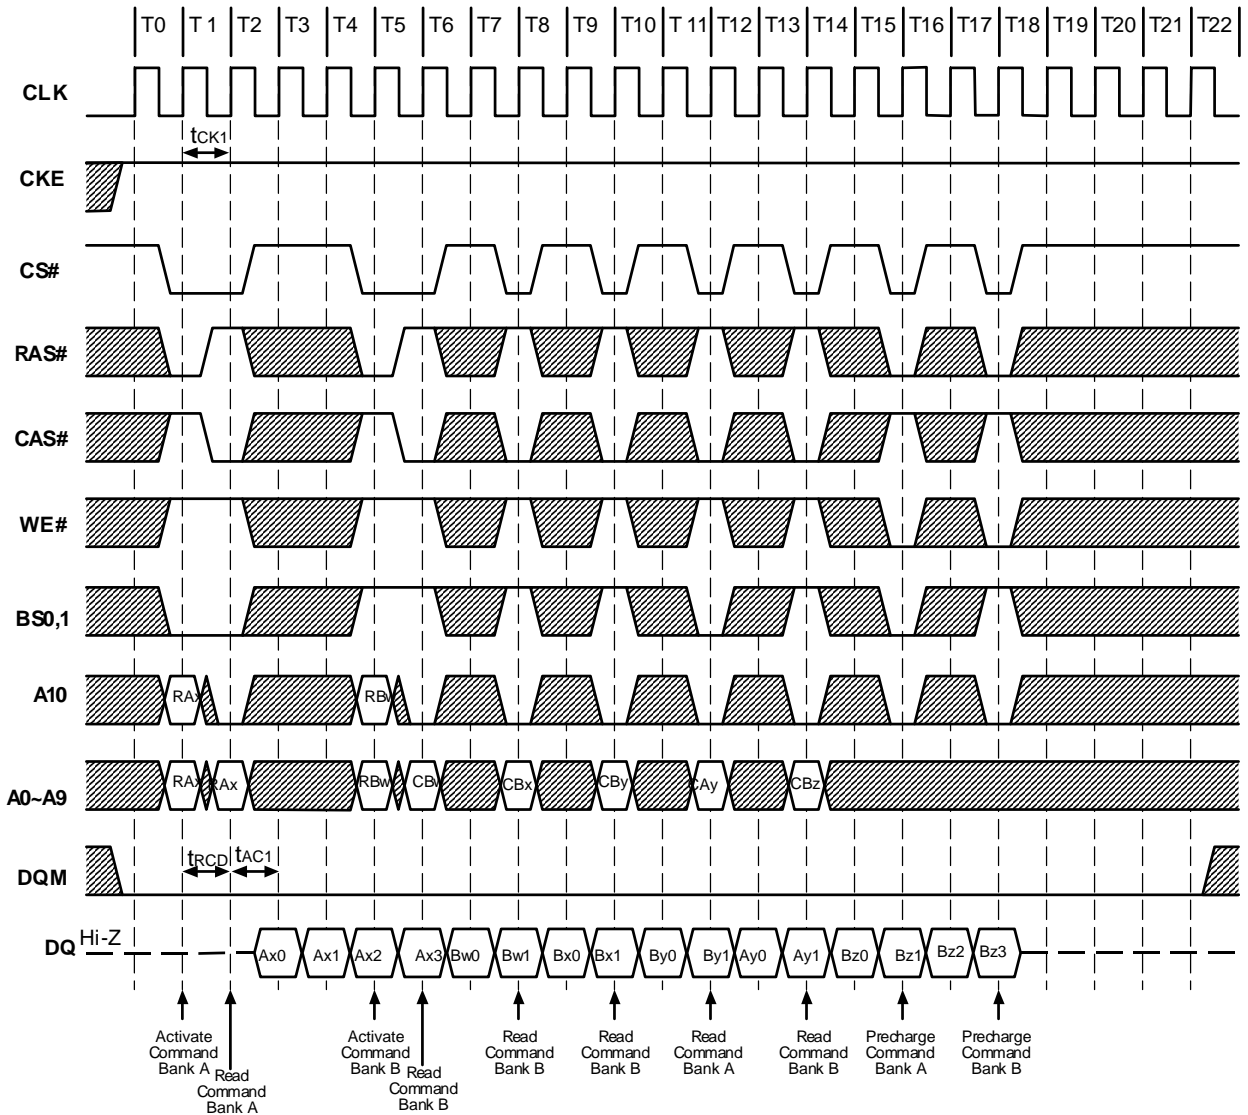 T0 T 1 T2 T3 T4 T5 T6 T7 T8 T9 T10 T 11 T12 T13 T14 T15 T16 T17 T18 T19 T20 T21 T22
CLK
tCK1
CKE
CS#
RAS#
CAS#
WE#
BS0,1
A10 RAx RBw
A0~A9 RAx RAx RBw CBw CBx CBy CAy CBz
DQM tRCD tAC1
DQ Hi-Z Ax0 Ax1 Ax2 Ax3 Bw0 Bw1 Bx0 Bx1 By0 By1 Ay0 Ay1 Bz0 Bz1 Bz2 Bz3
Activate Command Bank A
Read Command Bank A
Activate Command Bank B
Read Command Bank B
Read Command Bank B
Read Command Bank B
Read Command Bank A
Read Command Bank B
Precharge Command Bank A
Precharge Command Bank B